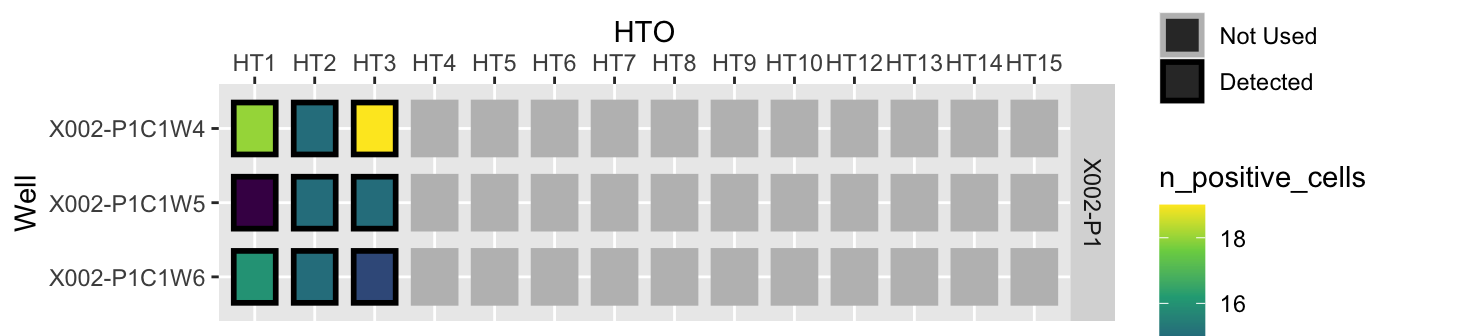 HTO
HT1 HT2 HT3 HT4 HT5 HT6 HT7 HT8 HT9 HT10 HT12 HT13 HT14 HT15
Well
X002-P1C1W4
X002-P1C1W5
X002-P1C1W6
X002-P1
Not Used
Detected
n_positive_cells
18
16